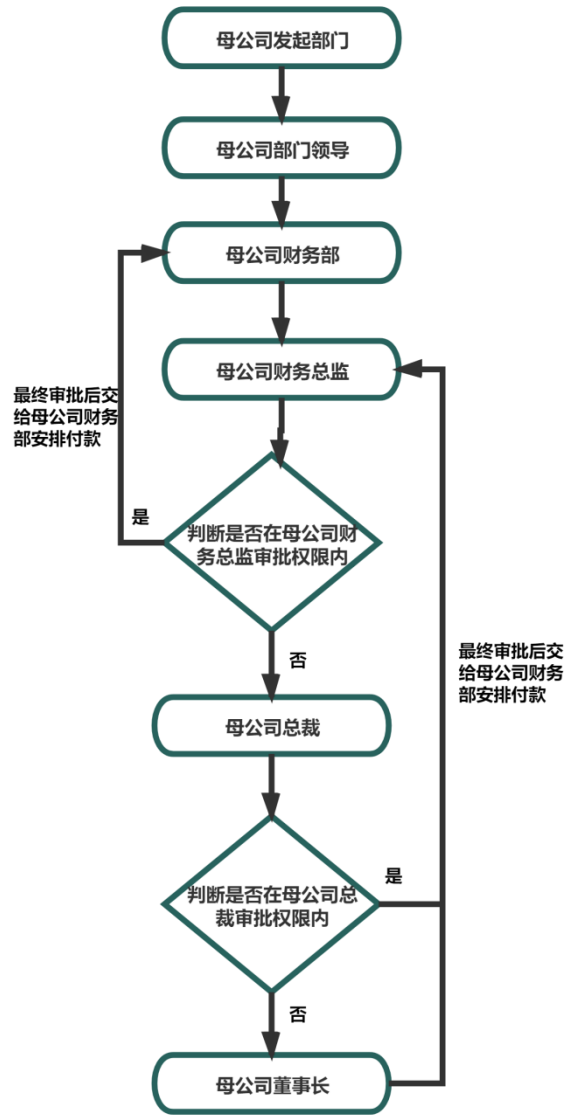 母公司发起部门
母公司部门领导
母公司财务部
母公司财务总监
最终审批后交
给母公司财务
部安排付款
是
判断是否在母公司财
务总监审批权限内
否
最终审批后交
给母公司财务
部安排付款
母公司总裁
是
判断是否在母公司总
裁审批权限内
否
母公司董事长